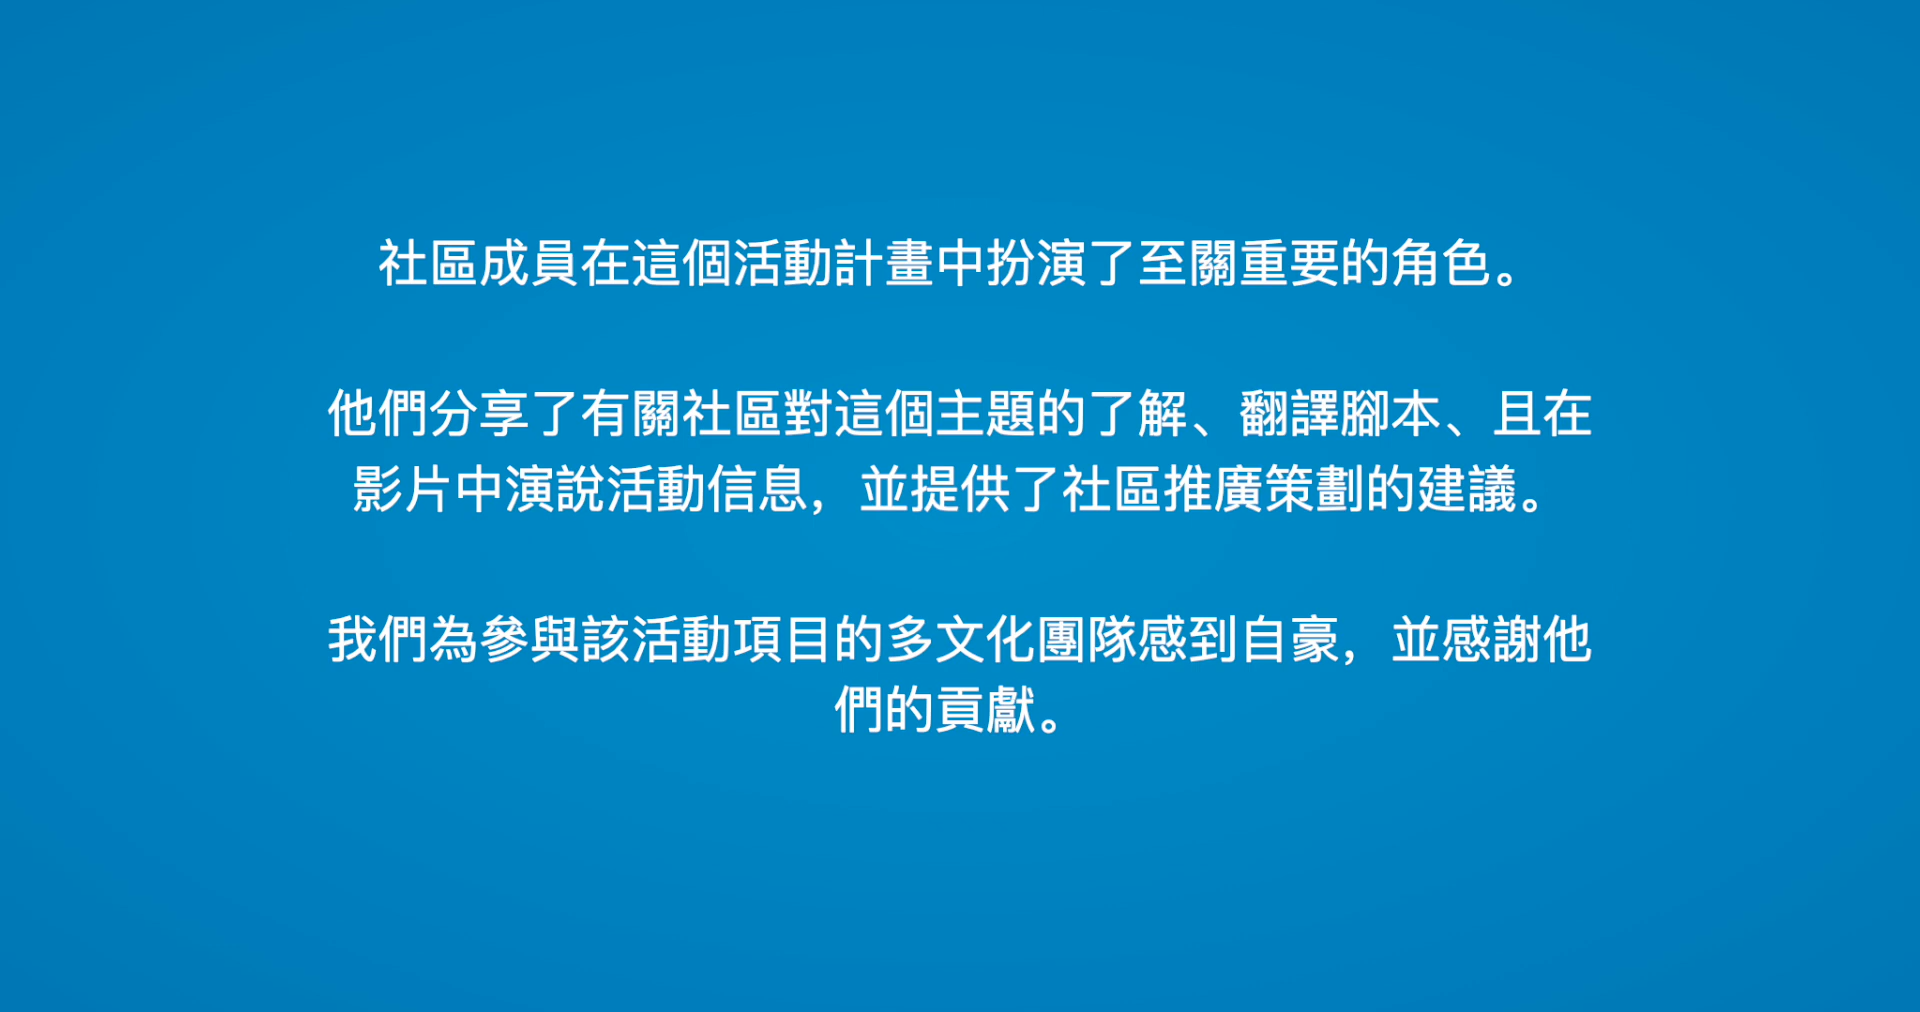 社區成員在這個活動計畫中扮演了至關重要的角色。
他們分享了有關社區對這個主題的了解、翻譯腳本、且在
影片中演說活動信息，並提供了社區推廣策劃的建議。
我們為參與該活動項目的多文化團隊感到自豪，並感謝他
們的貢獻。